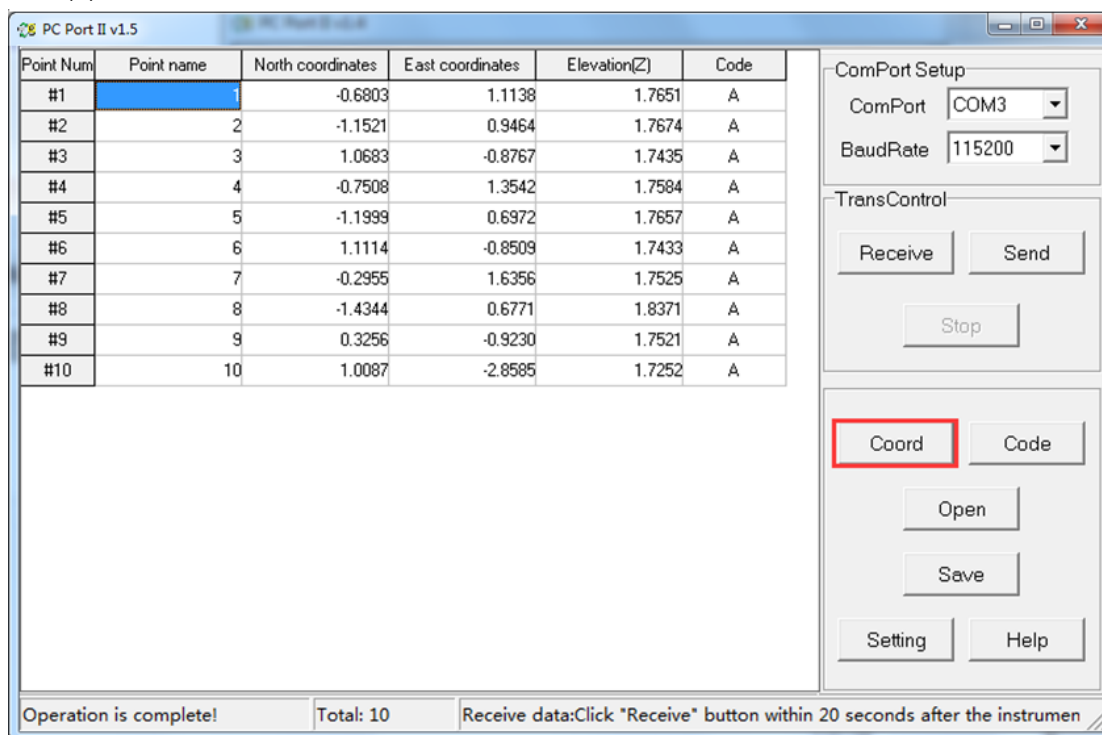 PC Port II v1.5
Point Num Point name North coordinates East coordinates Elevation(Z) Code
#1 1 -0.6803 1.1138 1.7651 A
#2 2 -1.1521 0.9464 1.7674 A
#3 3 1.0683 -0.8767 1.7435 A
#4 4 -0.7508 1.3542 1.7584 A
#5 5 -1.1999 0.6972 1.7657 A
#6 6 1.1114 -0.8509 1.7433 A
#7 7 -0.2955 1.6356 1.7525 A
#8 8 -1.4344 0.6771 1.8371 A
#9 9 0.3256 -0.9230 1.7521 A
#10 10 1.0087 -2.8585 1.7252 A
ComPort Setup
ComPort COM3
BaudRate 115200
TransControl
Receive Send
Stop
Coord Code
Open
Save
Setting Help
Operation is complete! Total: 10 Receive data:Click "Receive" button within 20 seconds after the instrumen